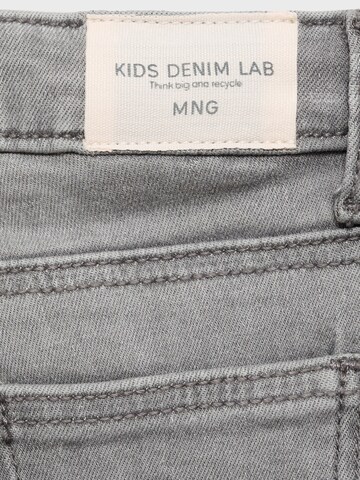 KIDS DENIM LAB
Think big and recycle
MNG